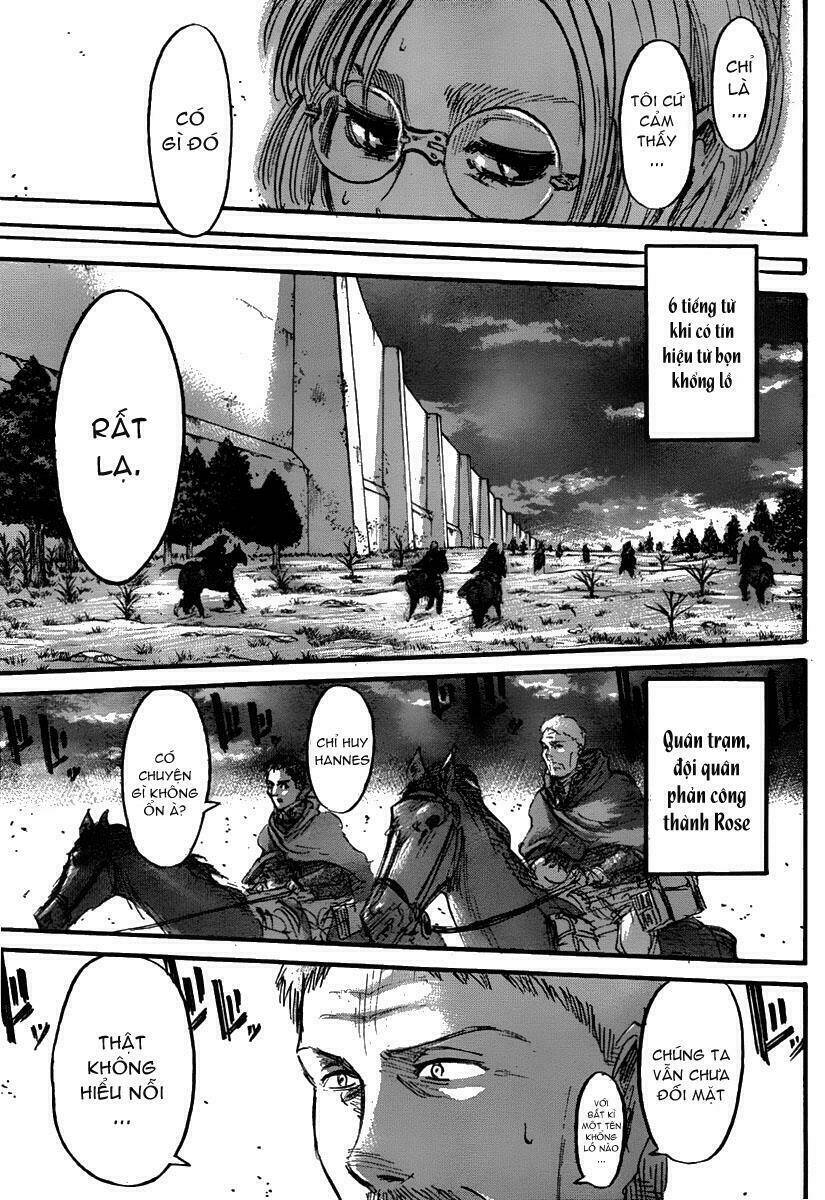 CHỈ
LÀ
...
TÔI CỨ
CẢM
THẤY
...
CÓ
GÌ ĐÓ
6 tiếng từ
khi có tín
hiệu từ bọn
khổng lồ
RẤT
LẠ.
Quân trạm,
đội quân
phản công
thành Rose
CHỈ HUY
HANNES
CÓ
CHUYỆN
GÌ KHÔNG
ỔN À?
CHÚNG TA
VẪN CHƯA
ĐỐI MẶT
VỚI
BẤT KÌ
MỘT TÊN
KHỔNG
LỒ NÀO
...
THẬT
KHÔNG
HIỂU NỖI
...